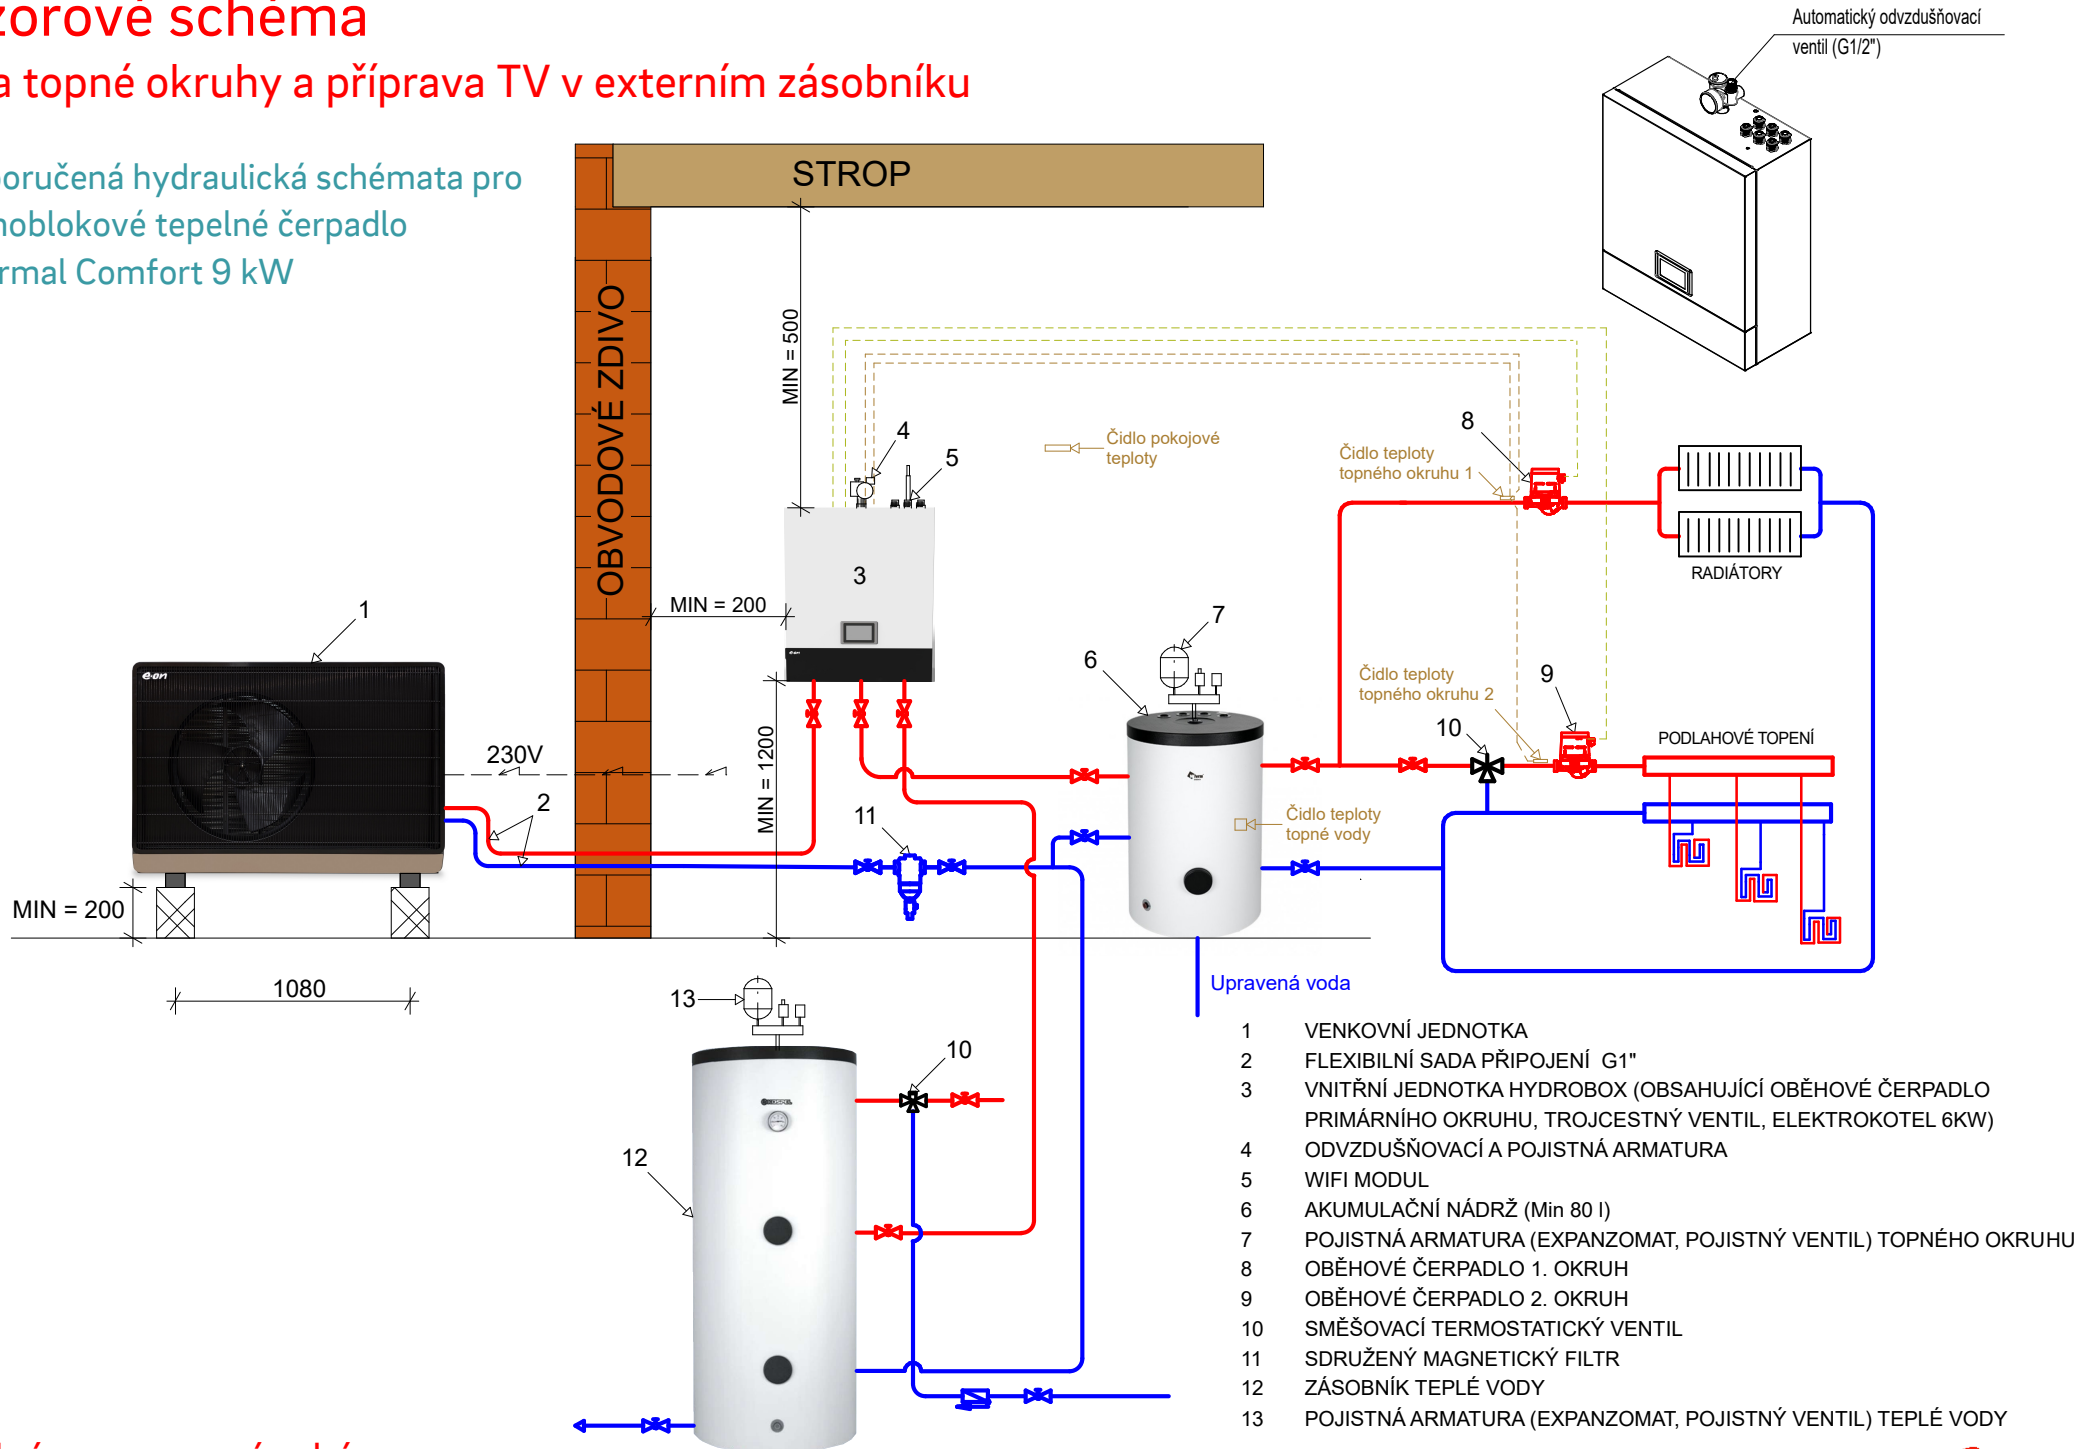 zorové schéma
a topné okruhy a příprava TV v externím zásobníku
poručená hydraulická schémata pro
noblokové tepelné čerpadlo
rmal Comfort 9 kW
Automatický odvzdušňovací
ventil (G1/2")
STROP
OBVODOVÉ ZDIVO
MIN = 500
4
5
Čidlo pokojové
teploty
8
Čidlo teploty
topného okruhu 1
RADIÁTORY
3
MIN = 200
e·on
1
e·on
7
6
Čidlo teploty
topného okruhu 2
9
10
PODLAHOVÉ TOPENÍ
230V
MIN = 1200
2
11
Čidlo teploty
topné vody
MIN = 200
1080
Upravená voda
13
10
12
1 VENKOVNÍ JEDNOTKA
2 FLEXIBILNÍ SADA PŘIPOJENÍ G1"
3 VNITŘNÍ JEDNOTKA HYDROBOX (OBSAHUJÍCÍ OBĚHOVÉ ČERPADLO
PRIMÁRNÍHO OKRUHU, TROJCESTNÝ VENTIL, ELEKTROKOTEL 6KW)
4 ODVZDUŠŇOVACÍ A POJISTNÁ ARMATURA
5 WIFI MODUL
6 AKUMULAČNÍ NÁDRŽ (Min 80 l)
7 POJISTNÁ ARMATURA (EXPANZOMAT, POJISTNÝ VENTIL) TOPNÉHO OKRUHU
8 OBĚHOVÉ ČERPADLO 1. OKRUH
9 OBĚHOVÉ ČERPADLO 2. OKRUH
10 SMĚŠOVACÍ TERMOSTATICKÝ VENTIL
11 SDRUŽENÝ MAGNETICKÝ FILTR
12 ZÁSOBNÍK TEPLÉ VODY
13 POJISTNÁ ARMATURA (EXPANZOMAT, POJISTNÝ VENTIL) TEPLÉ VODY